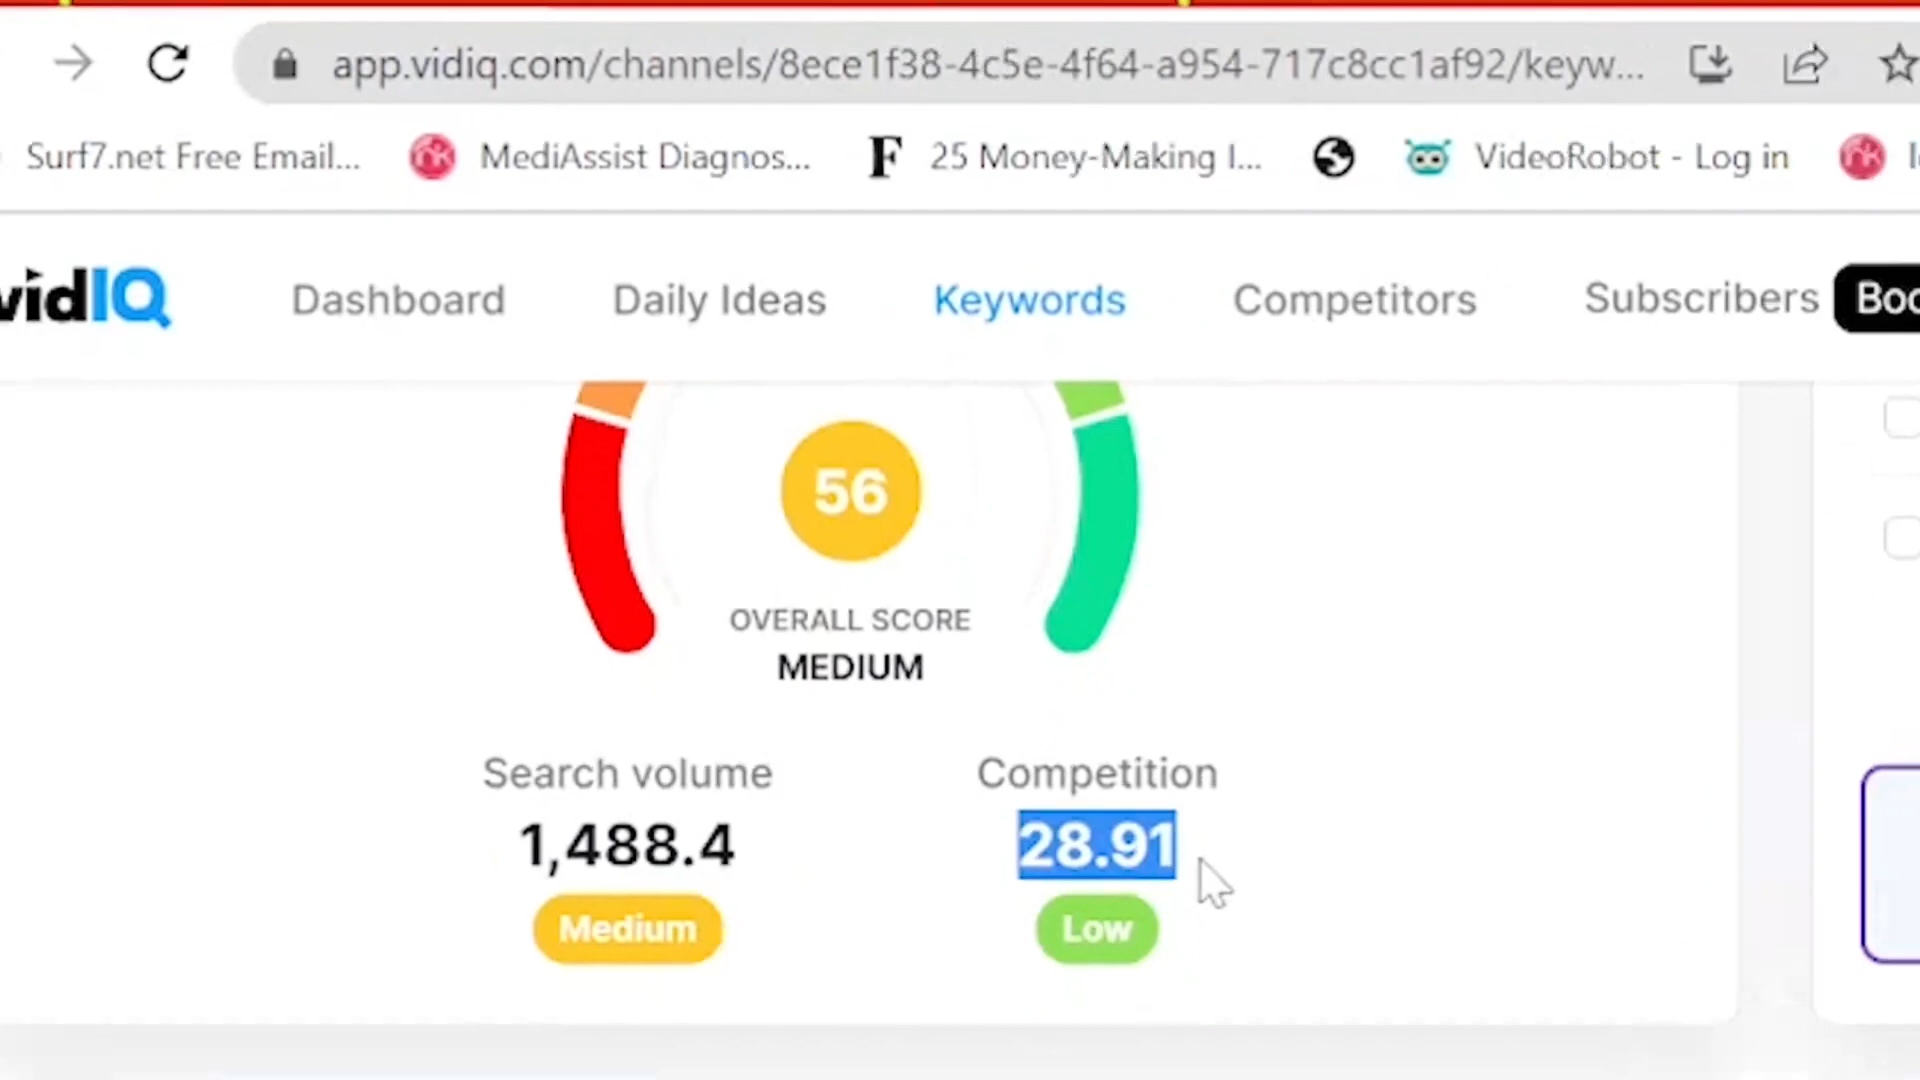 app.vidiq.com/channels/8ece1f38-4c5e-4f64-a954-717c8cc1af92/keyw...
Surf7.net Free Email... MediAssist Diagnos... F 25 Money-Making I... VideoRobot - Log in
vidIQ Dashboard Daily Ideas Keywords Competitors Subscribers Boo
56
OVERALL SCORE
MEDIUM
Search volume Competition
1,488.4 28.91
Medium Low